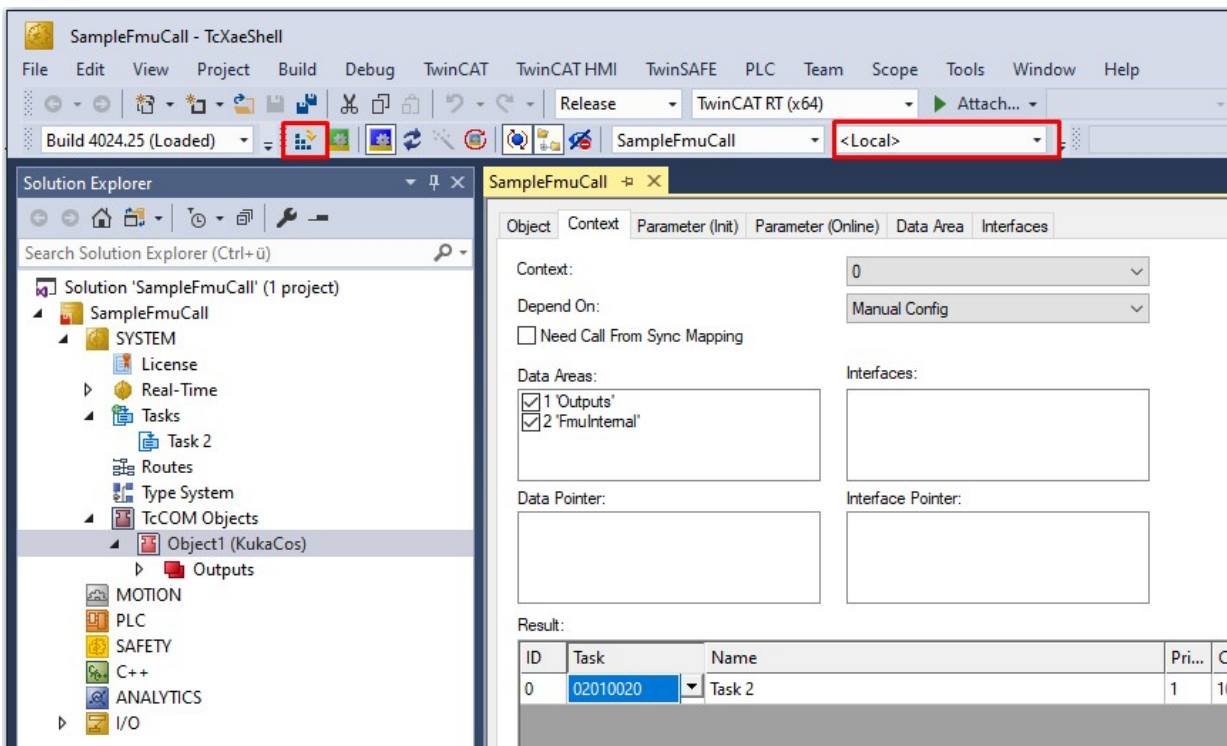 SampleFmuCall - TcXaeShell
File Edit View Project Build Debug TwinCAT TwinCAT HMI TwinSAFE PLC Team Scope Tools Window Help
Release TwinCAT RT (x64) Attach...
Build 4024.25 (Loaded) SampleFmuCall <Local>
Solution Explorer
Search Solution Explorer (Ctrl+ü)
Solution 'SampleFmuCall' (1 project)
SampleFmuCall
SYSTEM
License
Real-Time
Tasks
Task 2
Routes
Type System
TcCOM Objects
Object1 (KukaCos)
Outputs
MOTION
PLC
SAFETY
C++
ANALYTICS
I/O
SampleFmuCall
Object Context Parameter (Init) Parameter (Online) Data Area Interfaces
Context: 0
Depend On: Manual Config
Need Call From Sync Mapping
Data Areas: Interfaces:
1 'Outputs'
2 'FmuInternal'
Data Pointer: Interface Pointer:
Result:
ID Task Name Pri...
0 02010020 Task 2 1